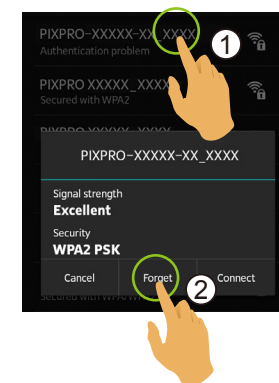 PIXPRO-XXXXX-XX_XXXX
Authentication problem
1
PIXPRO XXXXX_XXXX
Secured with WPA2
PIXPRO-XXXXX-XX_XXXX
Signal strength
Excellent
Security
WPA2 PSK
Cancel Forget Connect
2